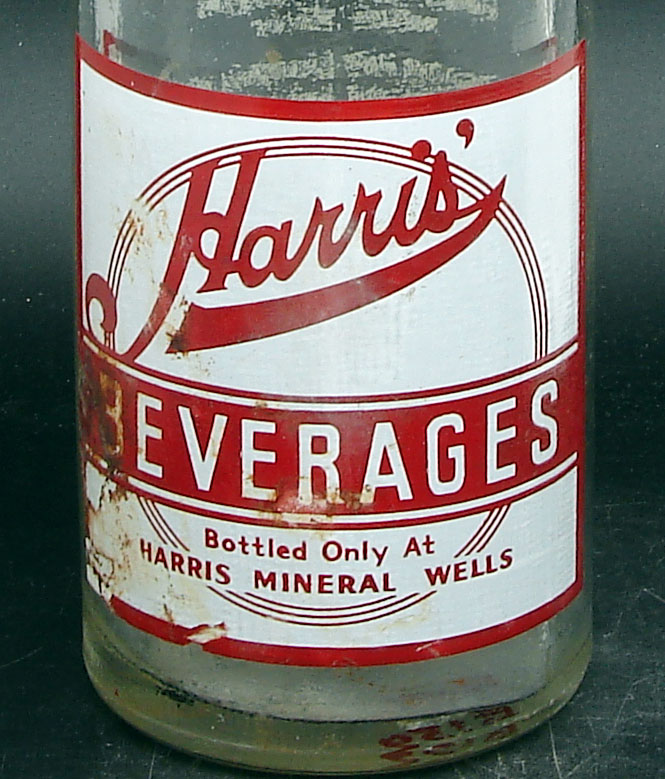 Harris'
BEVERAGES
Bottled Only At
HARRIS MINERAL WELLS